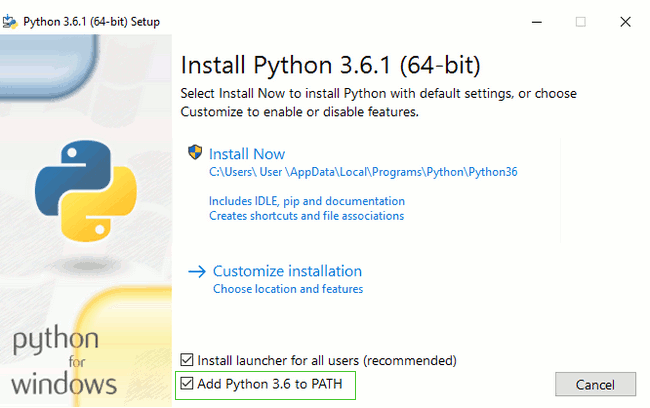 Python 3.6.1 (64-bit) Setup
Install Python 3.6.1 (64-bit)
Select Install Now to install Python with default settings, or choose
Customize to enable or disable features.
Install Now
C:\Users\ User \AppData\Local\Programs\Python\Python36
Includes IDLE, pip and documentation
Creates shortcuts and file associations
Customize installation
Choose location and features
Install launcher for all users (recommended)
Add Python 3.6 to PATH
python
for
windows
Cancel